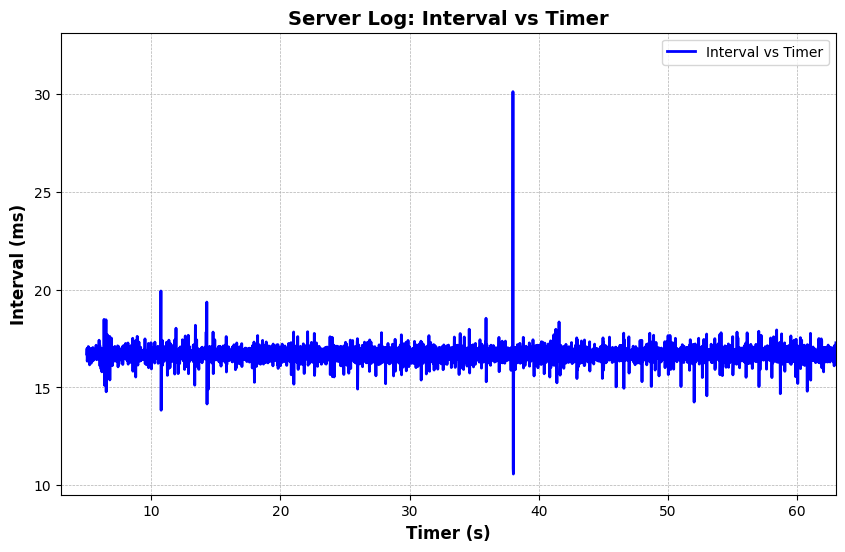 Server Log: Interval vs Timer
Interval vs Timer
30
25
20
15
10
Interval (ms)
10 20 30 40 50 60
Timer (s)